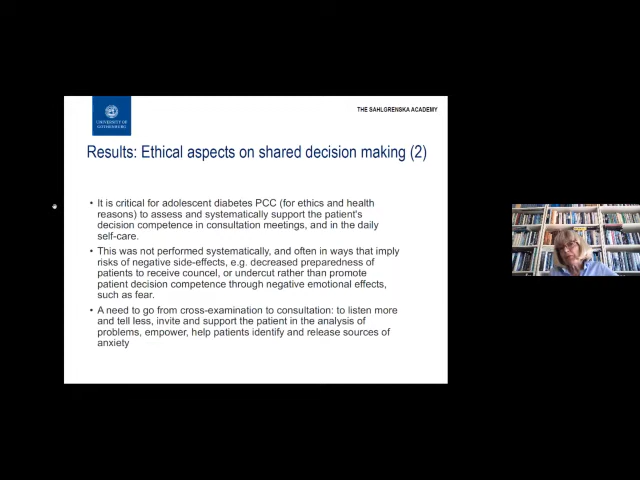 UNIVERSITY OF
GOTHENBURG
THE SAHLGRENSKA ACADEMY
Results: Ethical aspects on shared decision making (2)
• It is critical for adolescent diabetes PCC (for ethics and health
reasons) to assess and systematically support the patient's
decision competence in consultation meetings, and in the daily
self-care.
• This was not performed systematically, and often in ways that imply
risks of negative side-effects, e.g. decreased preparedness of
patients to receive councel, or undercut rather than promote
patient decision competence through negative emotional effects,
such as fear.
• A need to go from cross-examination to consultation: to listen more
and tell less, invite and support the patient in the analysis of
problems, empower, help patients identify and release sources of
anxiety